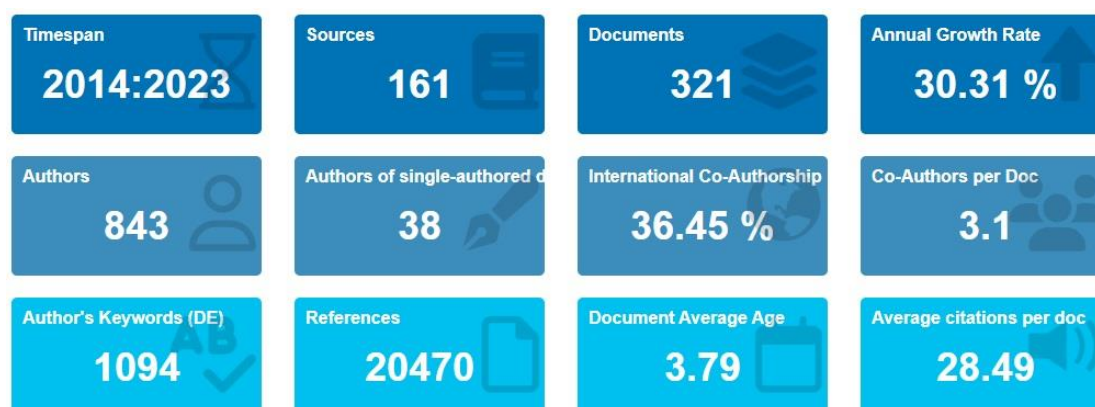 Timespan
2014:2023
Sources
161
Documents
321
Annual Growth Rate
30.31 %
Authors
843
Authors of single-authored d
38
International Co-Authorship
36.45 %
Co-Authors per Doc
3.1
Author's Keywords (DE)
1094
References
20470
Document Average Age
3.79
Average citations per doc
28.49
AB